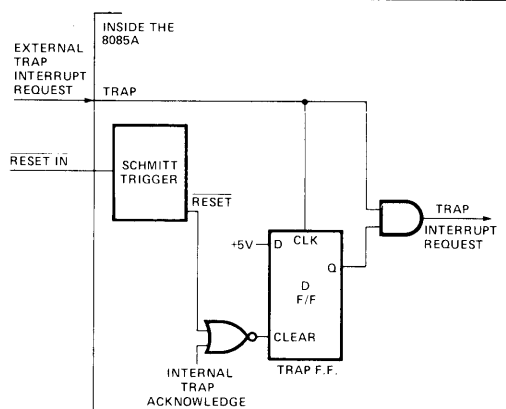 INSIDE THE
8085A
EXTERNAL
TRAP
INTERRUPT
REQUEST
TRAP
RESET IN
SCHMITT
TRIGGER
RESET
+5V
D
CLK
Q
D
F/F
CLEAR
TRAP F.F.
TRAP
INTERRUPT
REQUEST
INTERNAL
TRAP
ACKNOWLEDGE